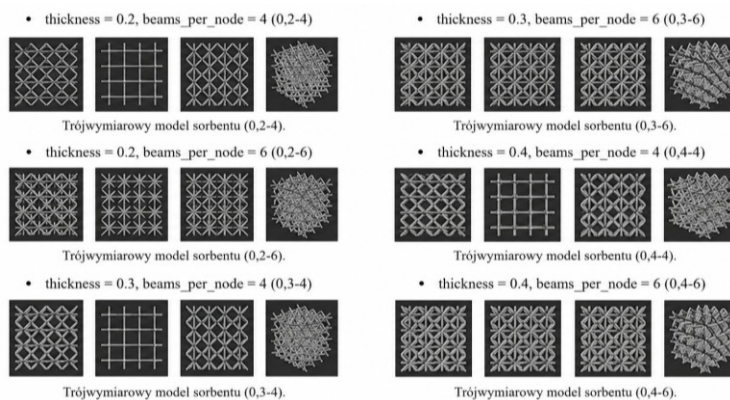 • thickness = 0.2, beams_per_node = 4 (0,2-4)
Trójwymiarowy model sorbentu (0,2-4).
• thickness = 0.2, beams_per_node = 6 (0,2-6)
Trójwymiarowy model sorbentu (0,2-6).
• thickness = 0.3, beams_per_node = 4 (0,3-4)
Trójwymiarowy model sorbentu (0,3-4).
• thickness = 0.3, beams_per_node = 6 (0,3-6)
Trójwymiarowy model sorbentu (0,3-6).
• thickness = 0.4, beams_per_node = 4 (0,4-4)
Trójwymiarowy model sorbentu (0,4-4).
• thickness = 0.4, beams_per_node = 6 (0,4-6)
Trójwymiarowy model sorbentu (0,4-6).